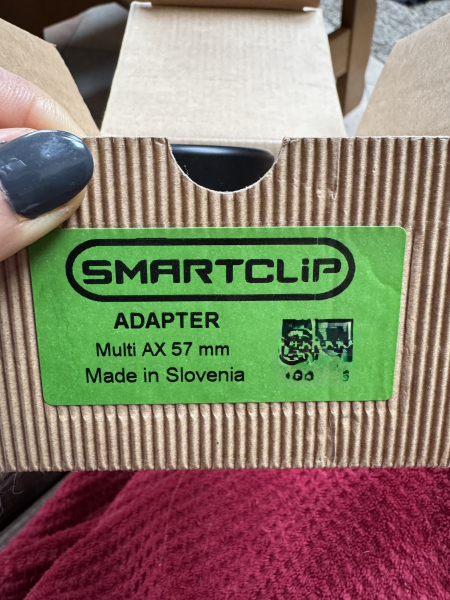 SMARTCLiP
ADAPTER
Multi AX 57 mm
Made in Slovenia